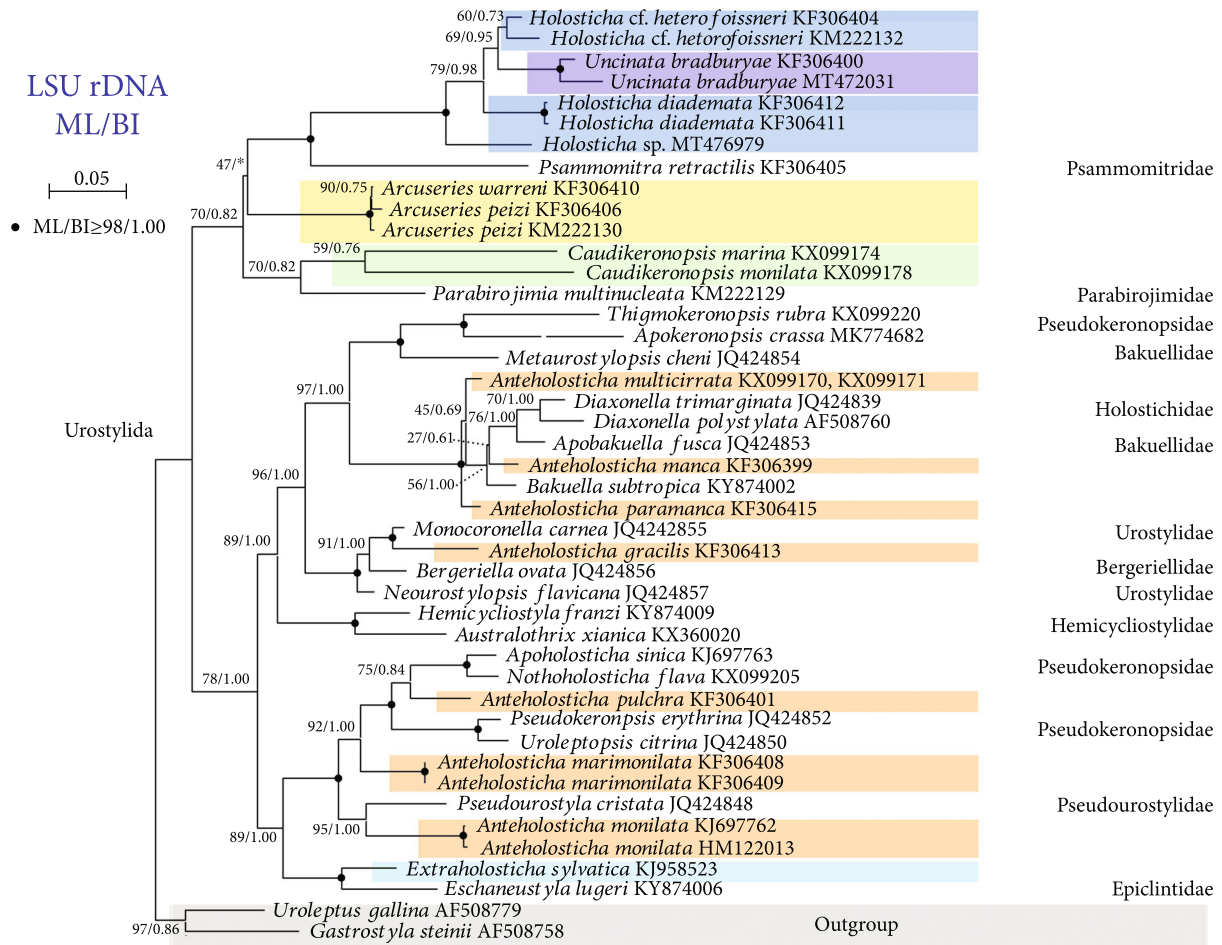 LSU rDNA
ML/BI
0.05
● ML/BI≥98/1.00
Urostylida
60/0.73
Holosticha cf. hetero foissneri KF306404
69/0.95
Holosticha cf. hetorofoissneri KM222132
Uncinata bradburyae KF306400
79/0.98
Uncinata bradburyae MT472031
Holosticha diademata KF306412
Holosticha diademata KF306411
Holosticha sp. MT476979
47/*
Psammomitra retractilis KF306405 Psammomitridae
90/0.75
Arcuseries warreni KF306410
70/0.82
Arcuseries peizi KF306406
Arcuseries peizi KM222130
59/0.76
Caudikeronopsis marina KX099174
70/0.82
Caudikeronopsis monilata KX099178
Parabirojimia multinucleata KM222129 Parabirojimidae
Thigmokeronopsis rubra KX099220 Pseudokeronopsidae
Apokeronopsis crassa MK774682
Metaurostylopsis cheni JQ424854 Bakuellidae
97/1.00
Anteholosticha multicirrata KX099170, KX099171
70/1.00
Diaxonella trimarginata JQ424839 Holostichidae
45/0.69
76/1.00
Diaxonella polystylata AF508760
27/0.61
Apobakuella fusca JQ424853 Bakuellidae
Anteholosticha manca KF306399
96/1.00
56/1.00
Bakuella subtropica KY874002
Anteholosticha paramanca KF306415
Monocoronella carnea JQ4242855 Urostylidae
89/1.00
91/1.00
Anteholosticha gracilis KF306413
Bergeriella ovata JQ424856 Bergeriellidae
Neourostylopsis flavicana JQ424857 Urostylidae
Hemicycliostyla franzi KY874009 Hemicycliostylidae
Australothrix xianica KX360020
Apoholosticha sinica KJ697763 Pseudokeronopsidae
75/0.84
Nothoholosticha flava KX099205
78/1.00
Anteholosticha pulchra KF306401
Pseudokeronpsis erythrina JQ424852 Pseudokeronopsidae
92/1.00
Uroleptopsis citrina JQ424850
Anteholosticha marimonilata KF306408
Anteholosticha marimonilata KF306409
Pseudourostyla cristata JQ424848 Pseudourostylidae
95/1.00
Anteholosticha monilata KJ697762
89/1.00
Anteholosticha monilata HM122013
Extraholosticha sylvatica KJ958523
Eschaneustyla lugeri KY874006 Epiclintidae
Uroleptus gallina AF508779
97/0.86
Gastrostyla steinii AF508758
Outgroup